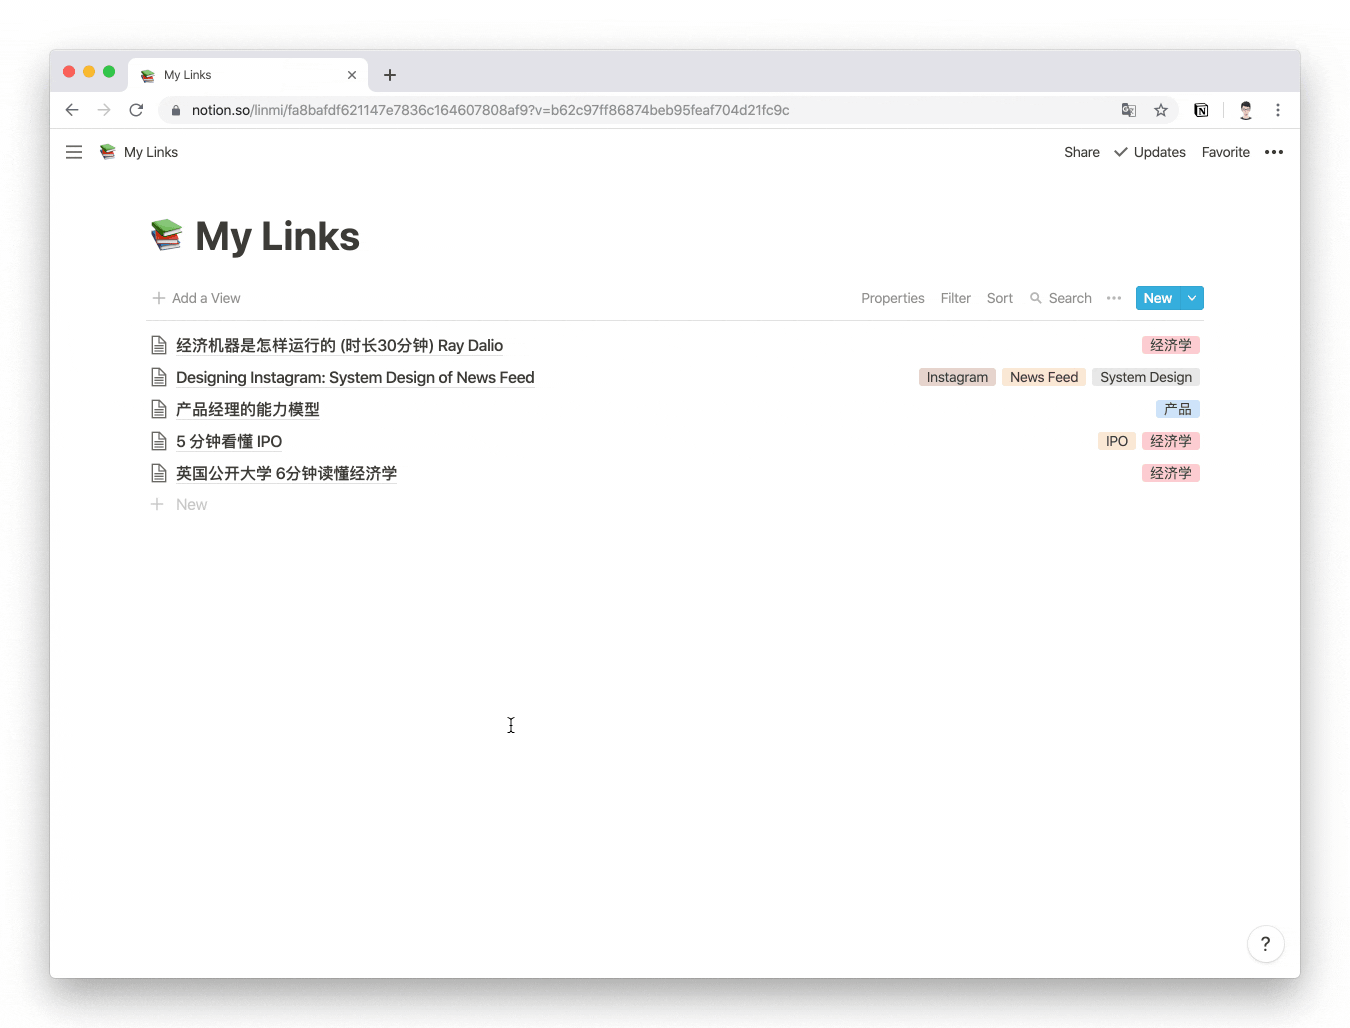 My Links
notion.so/linmi/fa8bafdf621147e7836c164607808af9?v=b62c97ff86874beb95feaf704d21fc9c
My Links Share Updates Favorite
My Links
Add a View Properties Filter Sort Search New
经济机器是怎样运行的 (时长30分钟) Ray Dalio 经济学
Designing Instagram: System Design of News Feed Instagram News Feed System Design
产品经理的能力模型 产品
5 分钟看懂 IPO IPO 经济学
英国公开大学 6分钟读懂经济学 经济学
New
?